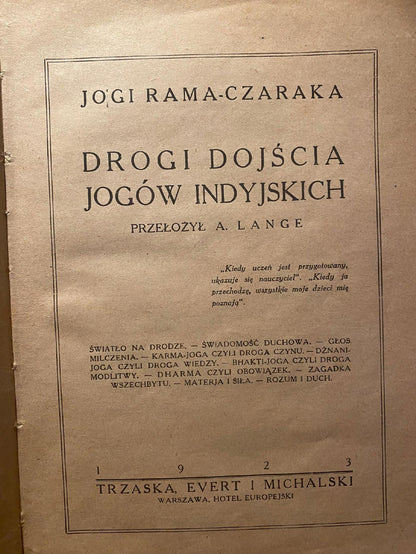 JOGI RAMA-CZARAKA
DROGI DOJŚCIA
JOGÓW INDYJSKICH
PRZEŁOŻYŁ A. LANGE
„Kiedy uczeń jest przygotowany,
ukazuje się nauczyciel". „Kiedy ja
przechodzę, wszystkie moje dzieci mię
poznają".
ŚWIATŁO NA DRODZE. — ŚWIADOMOŚĆ DUCHOWA. — GŁOS
MILCZENIA. — KARMA-JOGA CZYLI DROGA CZYNU. — DŻNANI-
JOGA CZYLI DROGA WIEDZY. — BHAKTI-JOGA CZYLI DROGA
MODLITWY. — DHARMA CZYLI OBOWIĄZEK. — ZAGADKA
WSZECHBYTU. — MATERJA I SIŁA. — ROZUM I DUCH.
1 9 2 3
TRZASKA, EVERT I MICHALSKI
WARSZAWA, HOTEL EUROPEJSKI